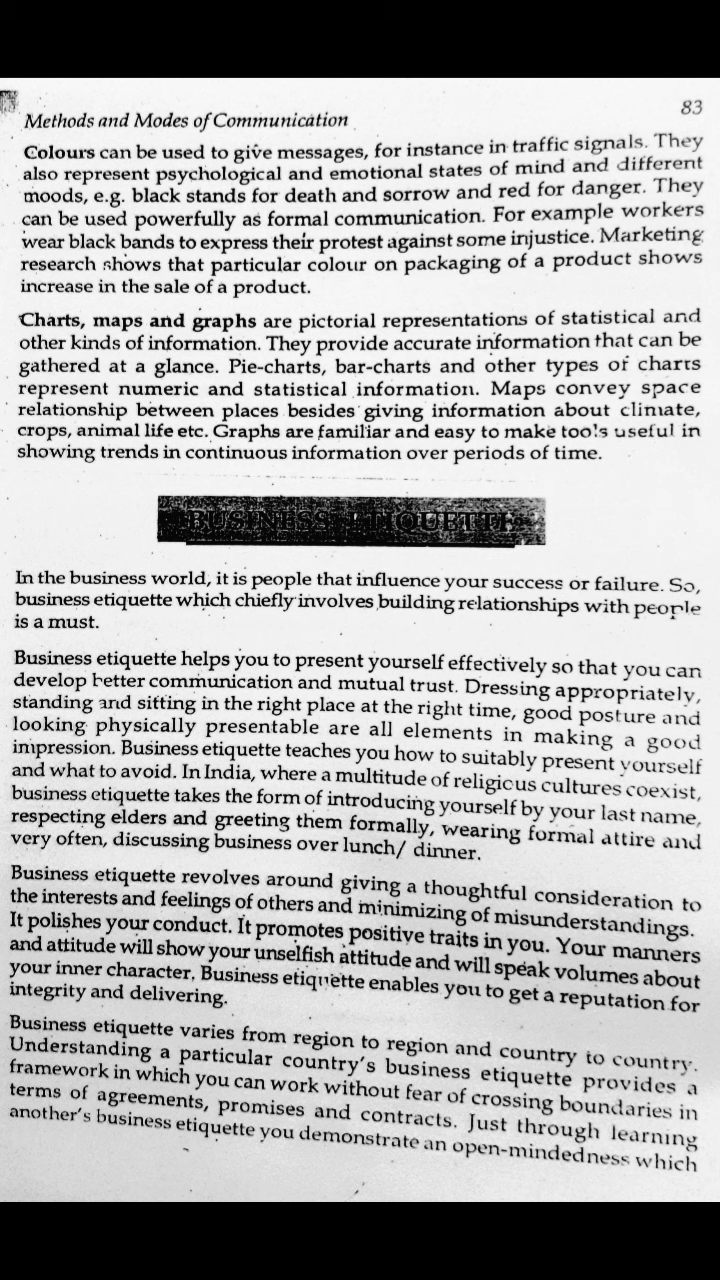 83
Methods and Modes of Communication
Colours can be used to give messages, for instance in traffic signals. They
also represent psychological and emotional states of mind and different
moods, e.g. black stands for death and sorrow and red for danger. They
can be used powerfully as formal communication. For example workers
wear black bands to express their protest against some injustice. Marketing
research shows that particular colour on packaging of a product shows
increase in the sale of a product.
Charts, maps and graphs are pictorial representations of statistical and
other kinds of information. They provide accurate information that can be
gathered at a glance. Pie-charts, bar-charts and other types of charts
represent numeric and statistical information. Maps convey space
relationship between places besides giving information about climate,
crops, animal life etc. Graphs are familiar and easy to make tools useful in
showing trends in continuous information over periods of time.
BUSINESS ETIQUETTE
In the business world, it is people that influence your success or failure. So,
business etiquette which chiefly involves building relationships with people
is a must.
Business etiquette helps you to present yourself effectively so that you can
develop better communication and mutual trust. Dressing appropriately,
standing and sitting in the right place at the right time, good posture and
looking physically presentable are all elements in making a good
impression. Business etiquette teaches you how to suitably present yourself
and what to avoid. In India, where a multitude of religious cultures coexist,
business etiquette takes the form of introducing yourself by your last name,
respecting elders and greeting them formally, wearing formal attire and
very often, discussing business over lunch/ dinner.
Business etiquette revolves around giving a thoughtful consideration to
the interests and feelings of others and minimizing of misunderstandings.
It polishes your conduct. It promotes positive traits in you. Your manners
and attitude will show your unselfish attitude and will speak volumes about
your inner character. Business etiquette enables you to get a reputation for
integrity and delivering.
Business etiquette varies from region to region and country to country.
Understanding a particular country's business etiquette provides a
framework in which you can work without fear of crossing boundaries in
terms of agreements, promises and contracts. Just through learning
another's business etiquette you demonstrate an open-mindedness which